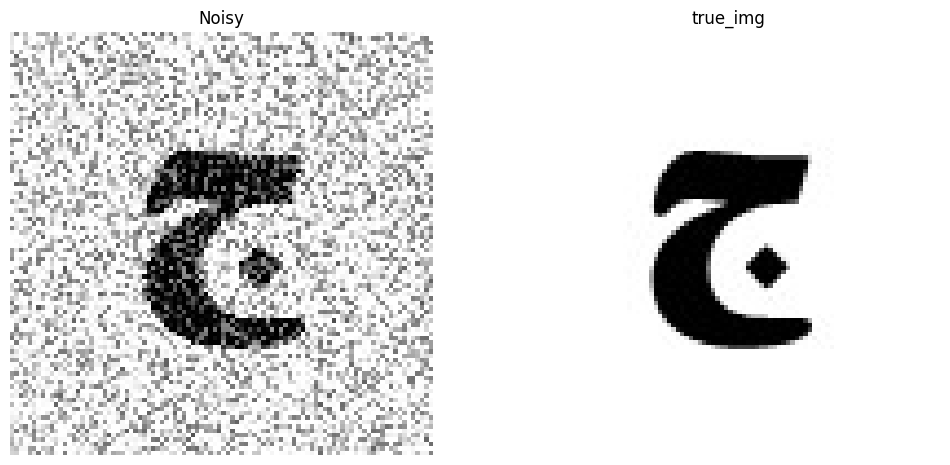 Noisy true_img
ج ج